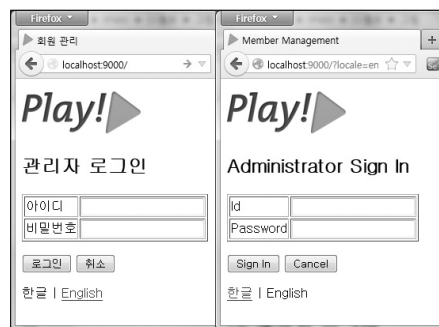 Firefox
회원 관리
localhost:9000/
Play!
관리자 로그인
아이디
비밀번호
로그인 취소
한글 | English
Firefox
Member Management
localhost:9000/?locale=en
Play!
Administrator Sign In
Id
Password
Sign In Cancel
한글 | English